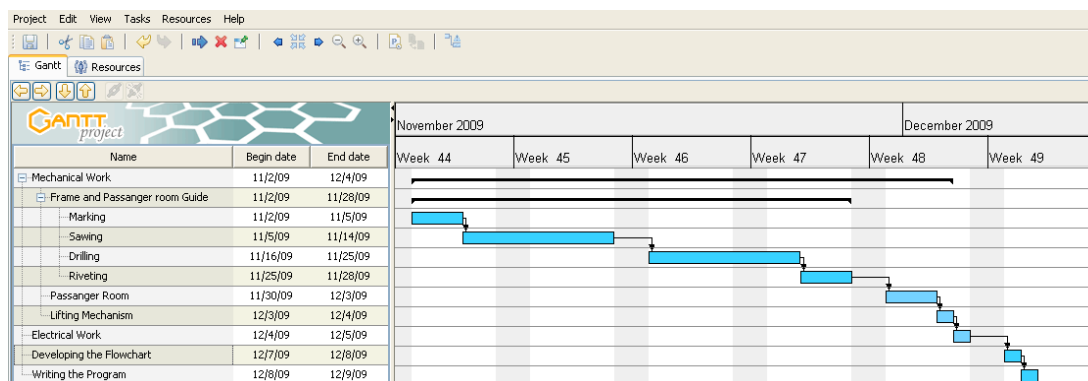 Project Edit View Tasks Resources Help
Gantt Resources
GANTT
project
November 2009 December 2009
Name Begin date End date Week 44 Week 45 Week 46 Week 47 Week 48 Week 49
Mechanical Work 11/2/09 12/4/09
Frame and Passanger room Guide 11/2/09 11/28/09
Marking 11/2/09 11/5/09
Sawing 11/5/09 11/14/09
Drilling 11/16/09 11/25/09
Riveting 11/25/09 11/28/09
Passanger Room 11/30/09 12/3/09
Lifting Mechanism 12/3/09 12/4/09
Electrical Work 12/4/09 12/5/09
Developing the Flowchart 12/7/09 12/8/09
Writing the Program 12/8/09 12/9/09